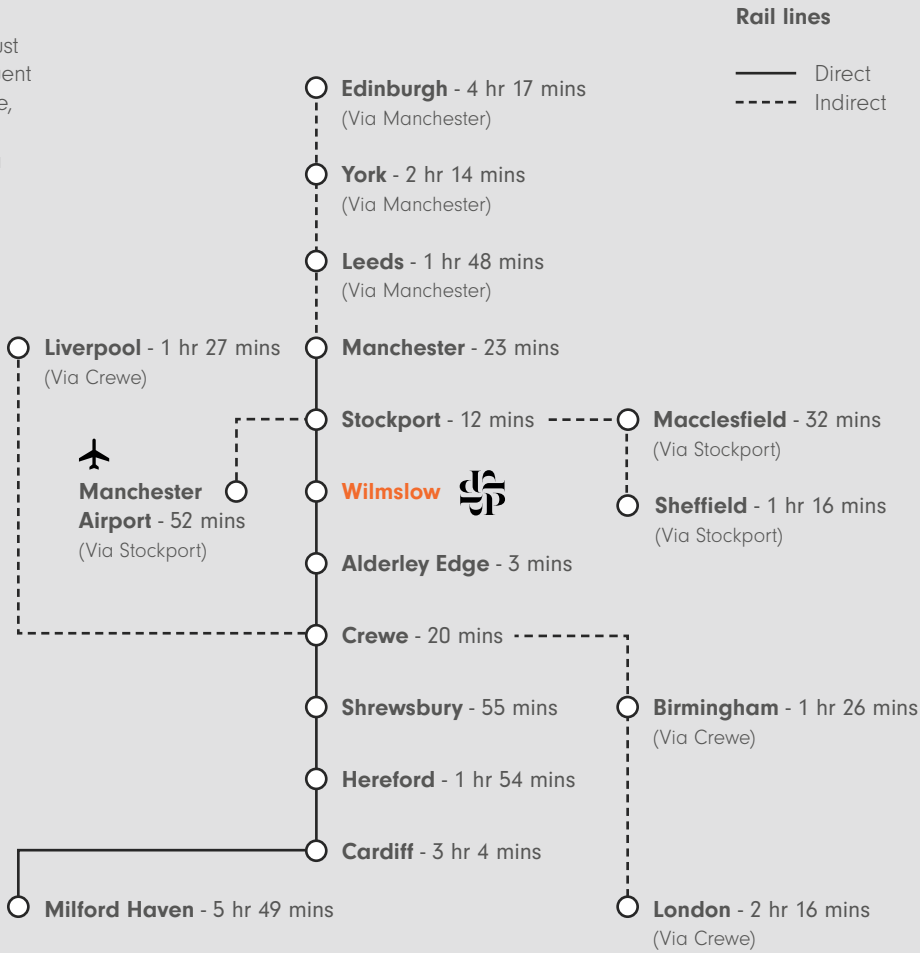 Rail lines
Direct
Indirect
Edinburgh - 4 hr 17 mins
(Via Manchester)
York - 2 hr 14 mins
(Via Manchester)
Leeds - 1 hr 48 mins
(Via Manchester)
Liverpool - 1 hr 27 mins
(Via Crewe)
Manchester - 23 mins
Stockport - 12 mins
Macclesfield - 32 mins
(Via Stockport)
Manchester
Airport - 52 mins
(Via Stockport)
Wilmslow
Sheffield - 1 hr 16 mins
(Via Stockport)
Alderley Edge - 3 mins
Crewe - 20 mins
Shrewsbury - 55 mins
Birmingham - 1 hr 26 mins
(Via Crewe)
Hereford - 1 hr 54 mins
Cardiff - 3 hr 4 mins
Milford Haven - 5 hr 49 mins
London - 2 hr 16 mins
(Via Crewe)